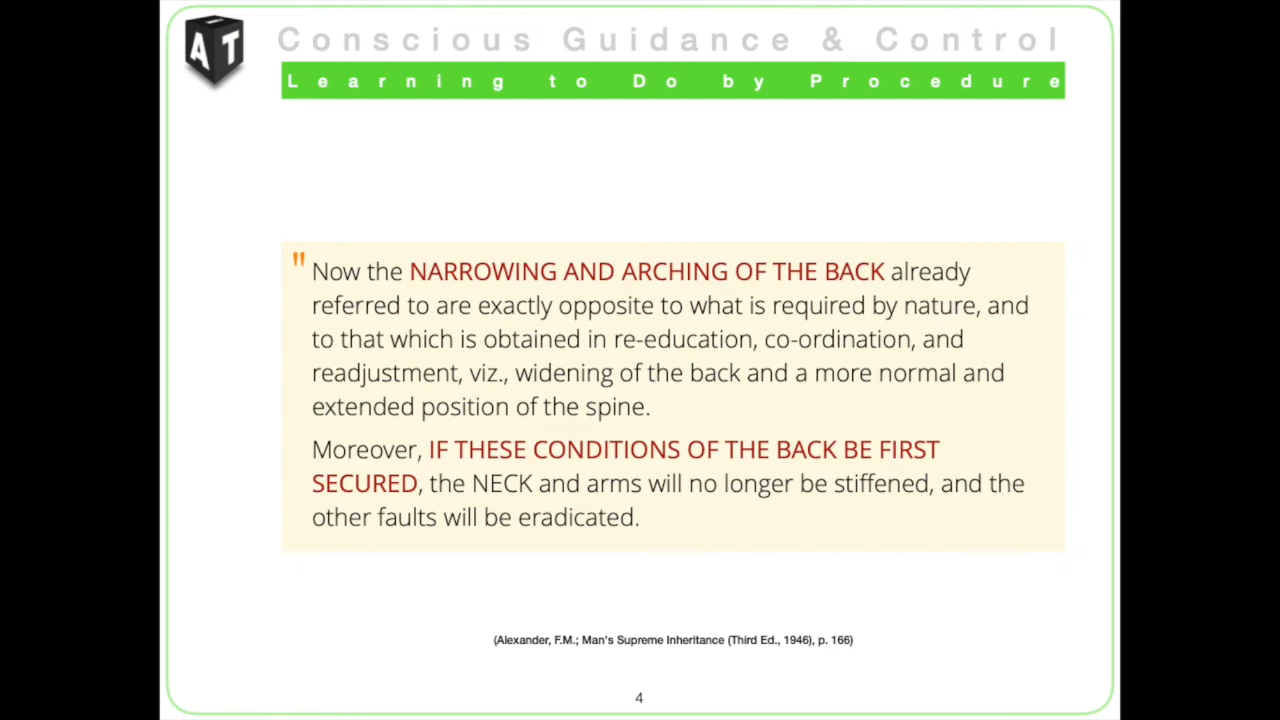 AT
Conscious Guidance & Control
Learning to Do by Procedure
" Now the NARROWING AND ARCHING OF THE BACK already
referred to are exactly opposite to what is required by nature, and
to that which is obtained in re-education, co-ordination, and
readjustment, viz., widening of the back and a more normal and
extended position of the spine.
Moreover, IF THESE CONDITIONS OF THE BACK BE FIRST
SECURED, the NECK and arms will no longer be stiffened, and the
other faults will be eradicated.
(Alexander, F.M.; Man's Supreme Inheritance (Third Ed., 1946), p. 166)
4